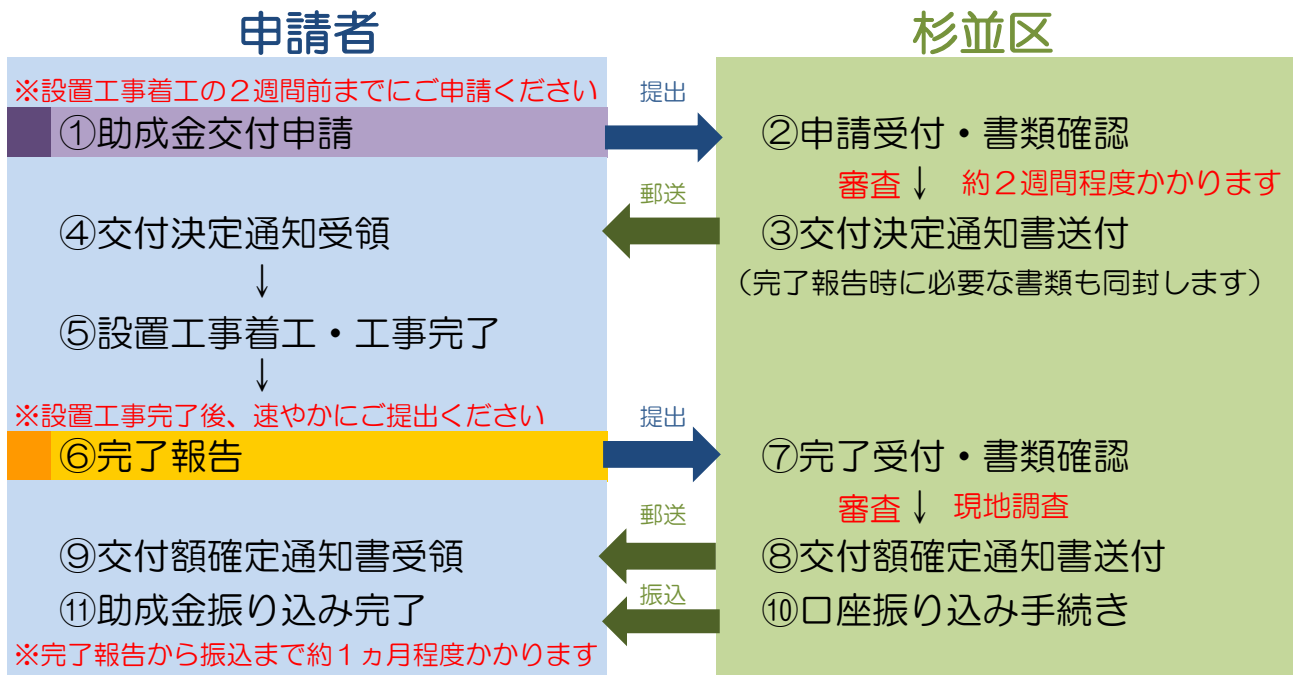 申請者
杉並区
※設置工事着工の２週間前までにご申請ください
提出
①助成金交付申請
②申請受付・書類確認
審査↓ 約２週間程度かかります
郵送
④交付決定通知受領
③交付決定通知書送付
↓
（完了報告時に必要な書類も同封します）
⑤設置工事着工・工事完了
↓
※設置工事完了後、速やかにご提出ください
提出
⑥完了報告
⑦完了受付・書類確認
審査↓ 現地調査
郵送
⑨交付額確定通知書受領
⑧交付額確定通知書送付
振込
⑪助成金振り込み完了
⑩口座振り込み手続き
※完了報告から振込まで約１ヵ月程度かかります